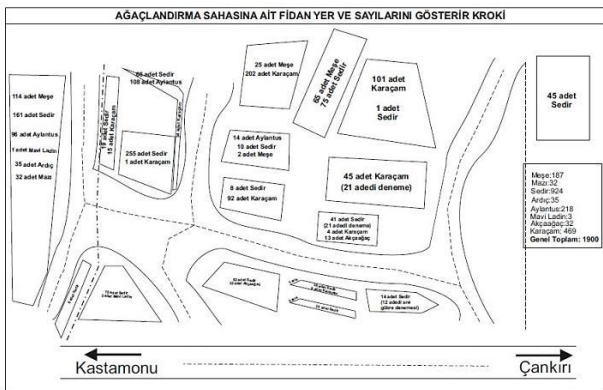 AĞAÇLANDIRMA SAHASINA AİT FİDAN YER VE SAYILARINI GÖSTERİR KROKİ
114 adet Meşe
161 adet Sedir
96 adet Aylantus
1 adet Mavi Ladin
35 adet Ardıç
32 adet Mazı
66 adet Sedir
108 adet Aylantus
15 adet Karaçam
255 adet Sedir
1 adet Karaçam
25 adet Meşe
202 adet Karaçam
65 adet Meşe
75 adet Sedir
101 adet
Karaçam
1 adet
Sedir
14 adet Aylantus
10 adet Sedir
2 adet Meşe
8 adet Sedir
92 adet Karaçam
45 adet Karaçam
(21 adedi deneme)
41 adet Sedir
(21 adedi deneme)
4 adet Karaçam
13 adet Akçaağaç
14 adet Sedir
45 adet
Sedir
Meşe:187
Mazı:32
Sedir:924
Ardıç:35
Aylantus:218
Mavi Ladin:3
Akçaağaç:32
Karaçam: 469
Genel Toplam: 1900
Kastamonu
Çankırı